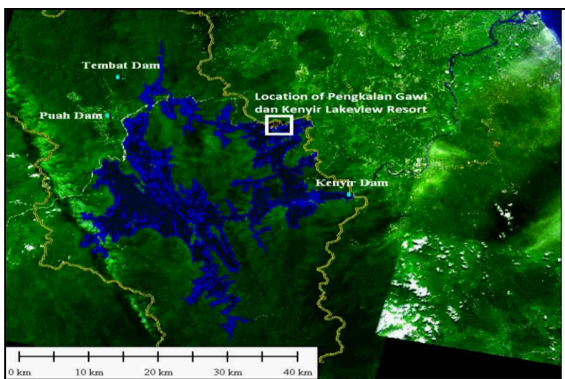 Tembat Dam
Puah Dam
Location of Pengkalan Gawi
dan Kenyir Lakeview Resort
Kenyir Dam
0 km 10 km 20 km 30 km 40 km